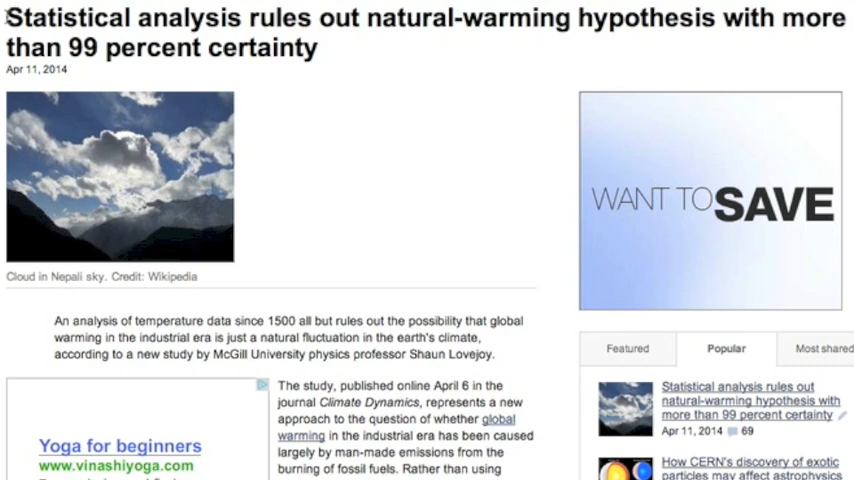 Statistical analysis rules out natural-warming hypothesis with more
than 99 percent certainty
Apr 11, 2014
WANT TO SAVE
Cloud in Nepali sky. Credit: Wikipedia
An analysis of temperature data since 1500 all but rules out the possibility that global
warming in the industrial era is just a natural fluctuation in the earth's climate,
according to a new study by McGill University physics professor Shaun Lovejoy.
The study, published online April 6 in the
journal Climate Dynamics, represents a new
approach to the question of whether global
warming in the industrial era has been caused
largely by man-made emissions from the
burning of fossil fuels. Rather than using
Yoga for beginners
www.vinashiyoga.com
Featured
Popular
Most shared
Statistical analysis rules out
natural-warming hypothesis with
more than 99 percent certainty
Apr 11, 2014 69
How CERN's discovery of exotic
particles may affect astrophysics